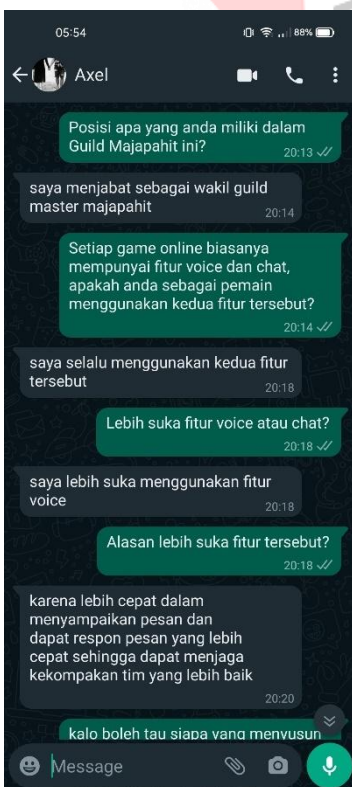 05:54
88%
Axel
Posisi apa yang anda miliki dalam
Guild Majapahit ini?
20:13
saya menjabat sebagai wakil guild
master majapahit
20:14
Setiap game online biasanya
mempunyai fitur voice dan chat,
apakah anda sebagai pemain
menggunakan kedua fitur tersebut?
20:14
saya selalu menggunakan kedua fitur
tersebut
20:18
Lebih suka fitur voice atau chat?
20:18
saya lebih suka menggunakan fitur
voice
20:18
Alasan lebih suka fitur tersebut?
20:18
karena lebih cepat dalam
menyampaikan pesan dan
dapat respon pesan yang lebih
cepat sehingga dapat menjaga
kekompakan tim yang lebih baik
20:20
kalo boleh tau siapa yang menyusun
Message